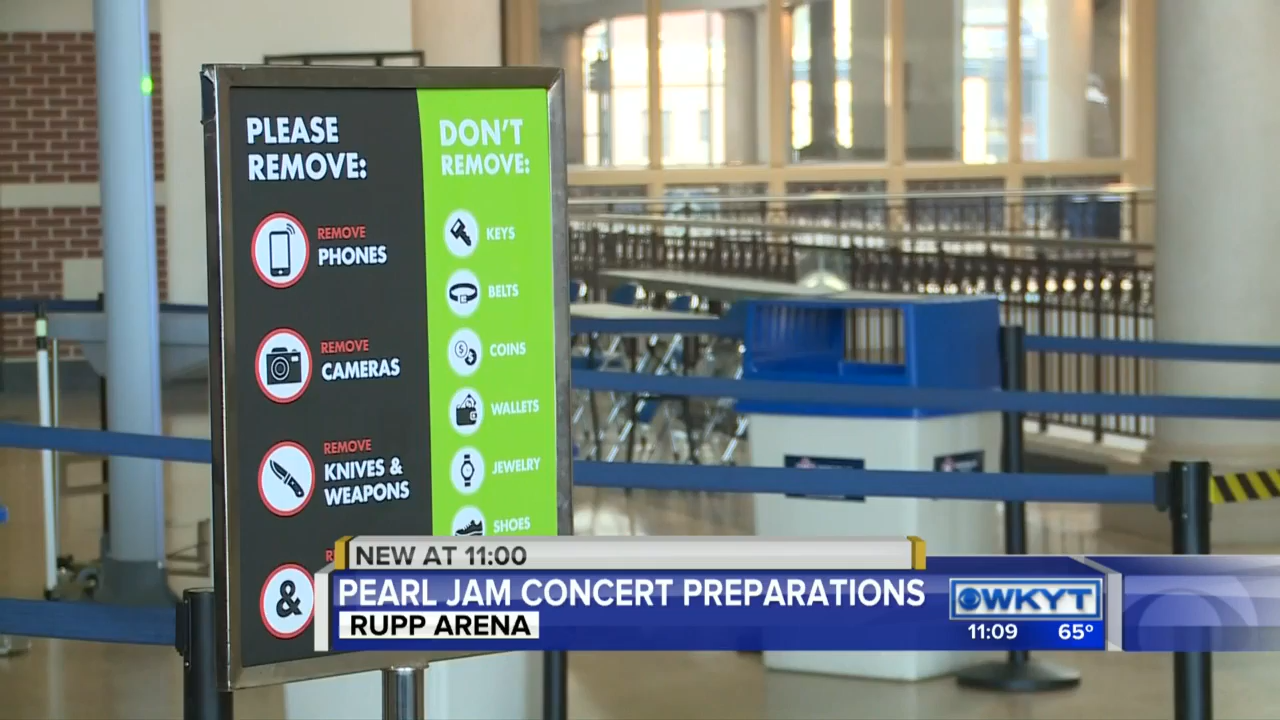 PLEASE
REMOVE:
REMOVE
PHONES
REMOVE
CAMERAS
REMOVE
KNIVES &
WEAPONS
&
DON'T
REMOVE:
KEYS
BELTS
COINS
WALLETS
JEWELRY
SHOES
NEW AT 11:00
PEARL JAM CONCERT PREPARATIONS
RUPP ARENA
WKYT
11:09 65°